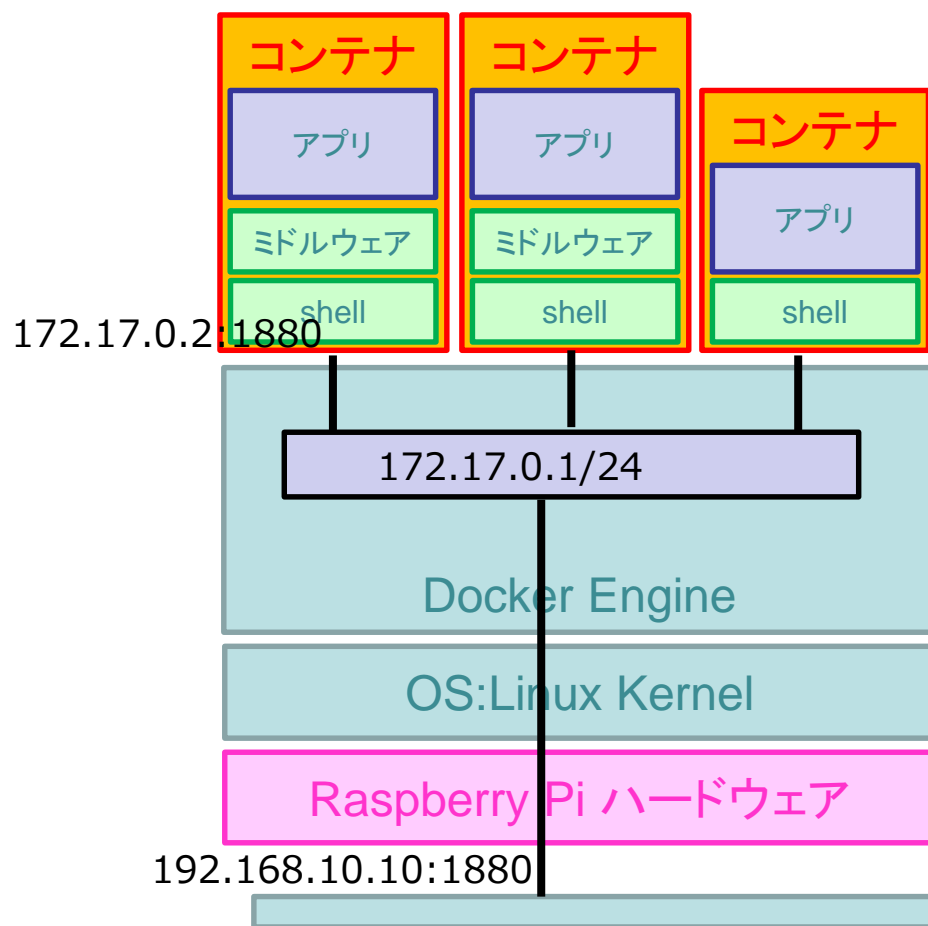 コンテナ
アプリ
ミドルウェア
shell
コンテナ
アプリ
ミドルウェア
shell
コンテナ
アプリ
shell
172.17.0.2:1880
172.17.0.1/24
Docker Engine
OS:Linux Kernel
Raspberry Pi ハードウェア
192.168.10.10:1880